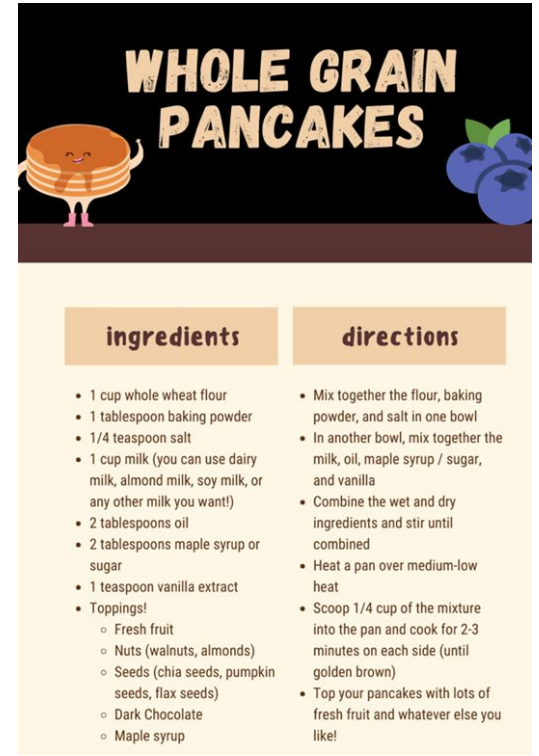 WHOLE GRAIN
PANCAKES
ingredients
• 1 cup whole wheat flour
• 1 tablespoon baking powder
• 1/4 teaspoon salt
• 1 cup milk (you can use dairy
milk, almond milk, soy milk, or
any other milk you want!)
• 2 tablespoons oil
• 2 tablespoons maple syrup or
sugar
• 1 teaspoon vanilla extract
• Toppings!
○ Fresh fruit
○ Nuts (walnuts, almonds)
○ Seeds (chia seeds, pumpkin
seeds, flax seeds)
○ Dark Chocolate
○ Maple syrup
directions
• Mix together the flour, baking
powder, and salt in one bowl
• In another bowl, mix together the
milk, oil, maple syrup / sugar,
and vanilla
• Combine the wet and dry
ingredients and stir until
combined
• Heat a pan over medium-low
heat
• Scoop 1/4 cup of the mixture
into the pan and cook for 2-3
minutes on each side (until
golden brown)
• Top your pancakes with lots of
fresh fruit and whatever else you
like!